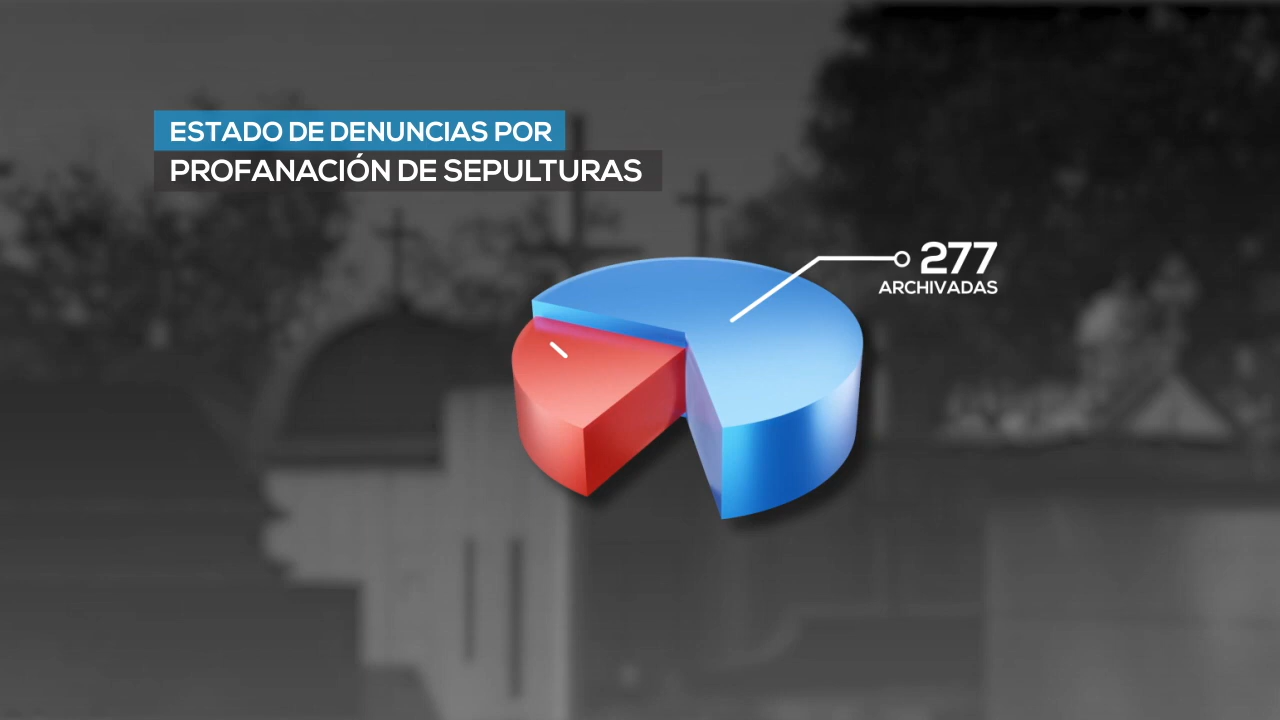 ESTADO DE DENUNCIAS POR
PROFANACIÓN DE SEPULTURAS
277
ARCHIVADAS